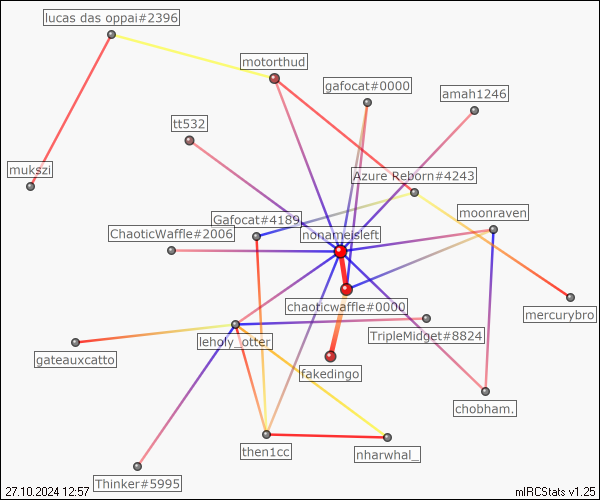 lucas das oppai#2396
motorthud
gafocat#0000
amah1246
tt532
mukszi
Azure Reborn#4243
Gafocat#4189
moonraven
ChaoticWaffle#2006
nonameisleft
chaoticwaffle#0000
mercurybro
TripleMidget#8824
leholy_otter
gateauxcatto
fakedingo
chobham.
then1cc
nharwhal_
Thinker#5995
27.10.2024 12:57
mIRCStats v1.25